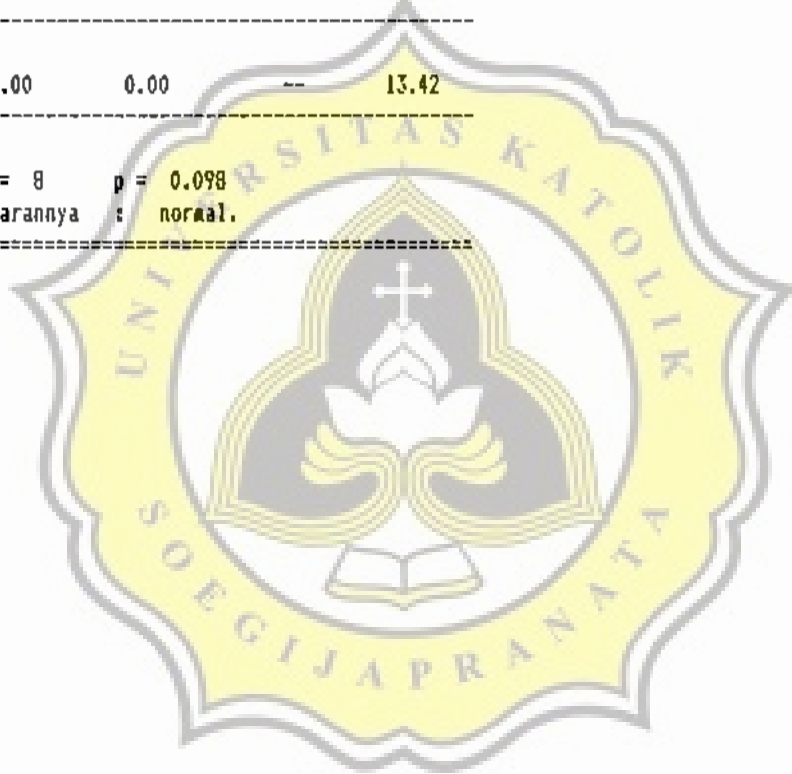 .00 0.00 -- 13.42
= 8 p = 0.098
arannya : normal.
UNIVERSITAS KATOLIK
SOEGIJAPRANATA